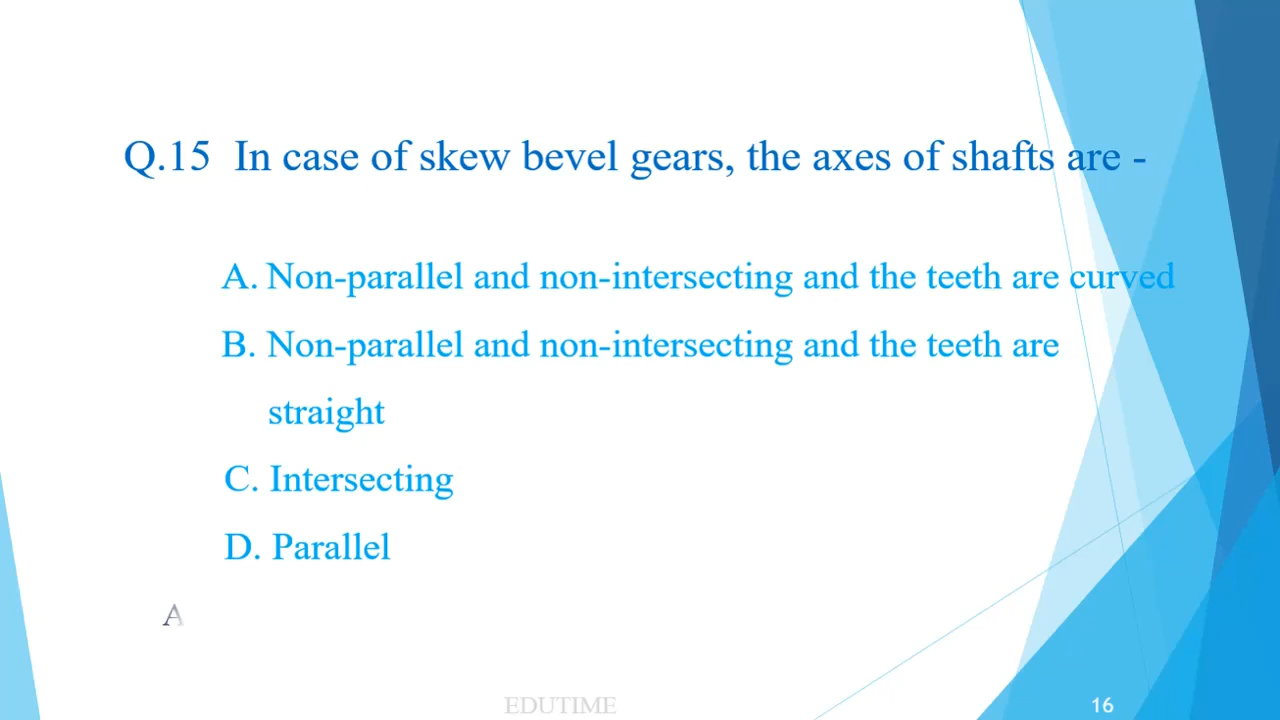 Q.15 In case of skew bevel gears, the axes of shafts are -
A. Non-parallel and non-intersecting and the teeth are curved
B. Non-parallel and non-intersecting and the teeth are
straight
C. Intersecting
D. Parallel
A
EDUTIME
16